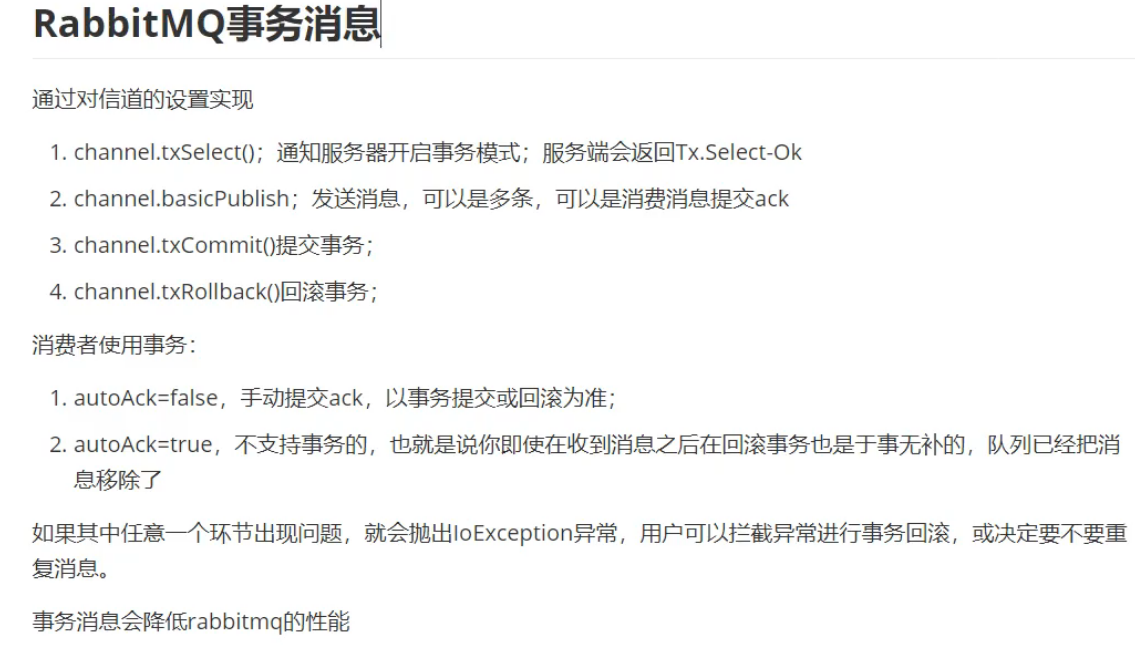 RabbitMQ事务消息
通过对信道的设置实现
1. channel.txSelect()；通知服务器开启事务模式；服务端会返回Tx.Select-Ok
2. channel.basicPublish；发送消息，可以是多条，可以是消费消息提交ack
3. channel.txCommit()提交事务；
4. channel.txRollback()回滚事务；
消费者使用事务：
1. autoAck=false，手动提交ack，以事务提交或回滚为准；
2. autoAck=true，不支持事务的，也就是说你即使在收到消息之后在回滚事务也是于事无补的，队列已经把消
息移除了
如果其中任意一个环节出现问题，就会抛出IoException异常，用户可以拦截异常进行事务回滚，或决定要不要重
复消息。
事务消息会降低rabbitmq的性能